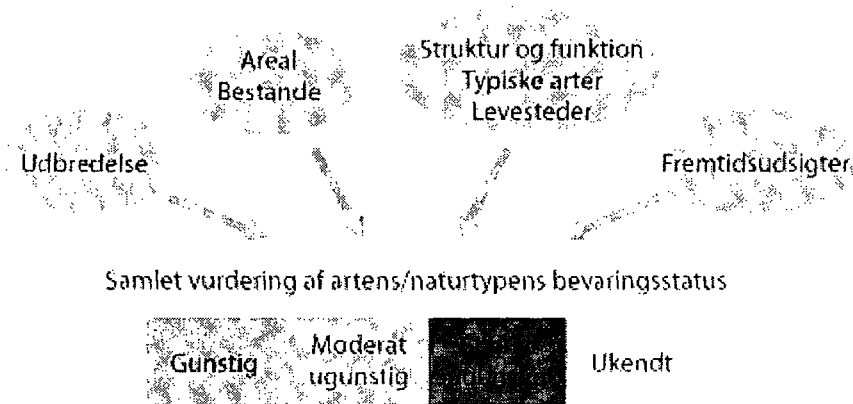 Areal
Bestande
Struktur og funktion
Typiske arter
Levesteder
Udbredelse
Fremtidsudsigter
Samlet vurdering af artens/naturtypens bevaringsstatus
Gunstig
Moderat
ugunstig
Ukendt